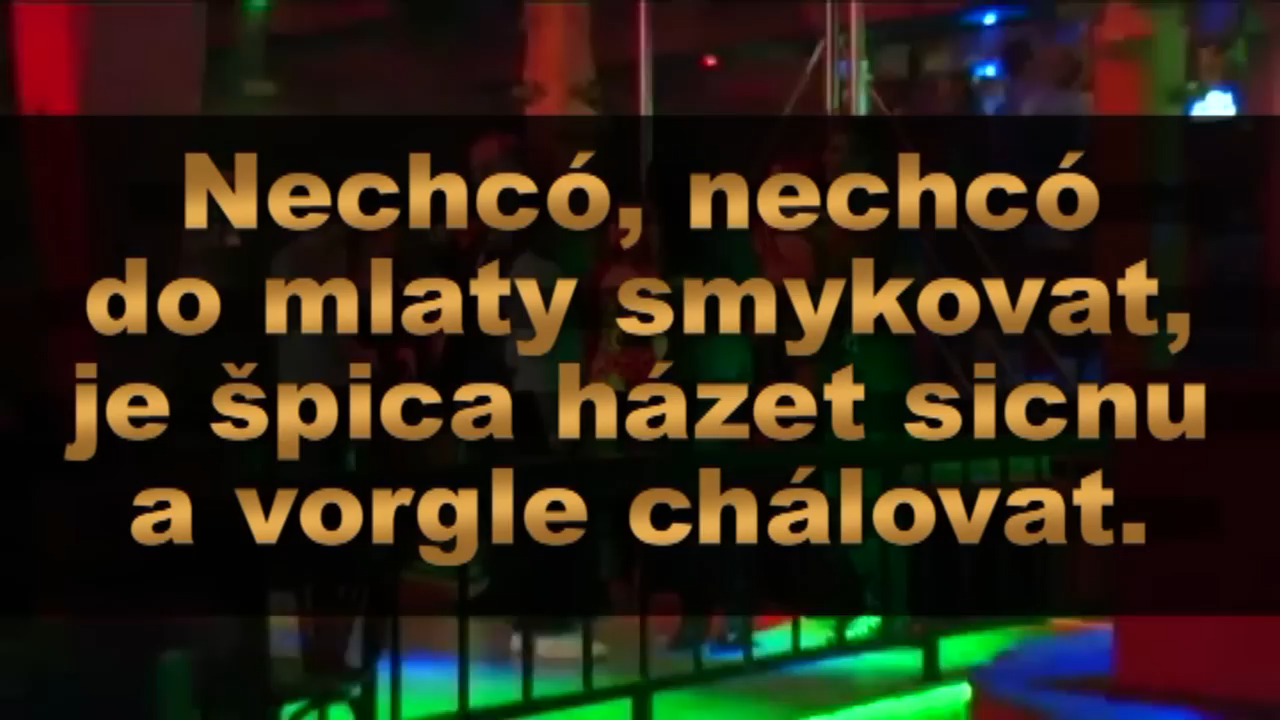 Nechcó, nechcó
do mlaty smykovat,
je špica házet sicnu
a vorgle chálovat.